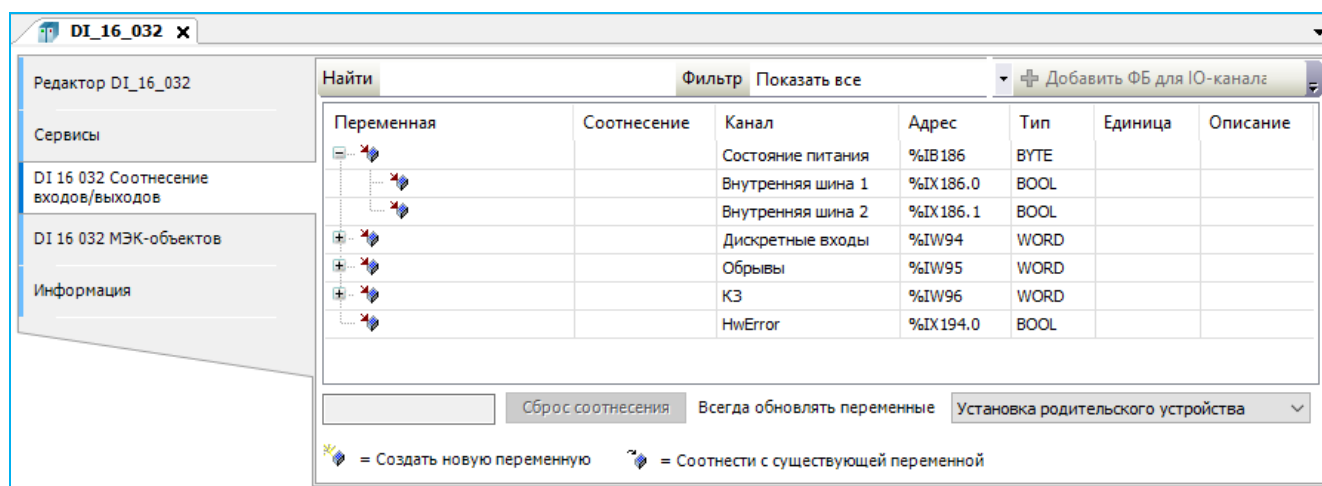 DI_16_032 x
Редактор DI_16_032
Сервисы
DI 16 032 Соотнесение
входов/выходов
DI 16 032 МЭК-объектов
Информация
Найти Фильтр Показать все Добавить ФБ для IO-канала
Переменная Соотнесение Канал Адрес Тип Единица Описание
Состояние питания %IB186 BYTE
Внутренняя шина 1 %IX186.0 BOOL
Внутренняя шина 2 %IX186.1 BOOL
Дискретные входы %IW94 WORD
Обрывы %IW95 WORD
КЗ %IW96 WORD
HwError %IX194.0 BOOL
Сброс соотнесения Всегда обновлять переменные Установка родительского устройства
= Создать новую переменную = Соотнести с существующей переменной